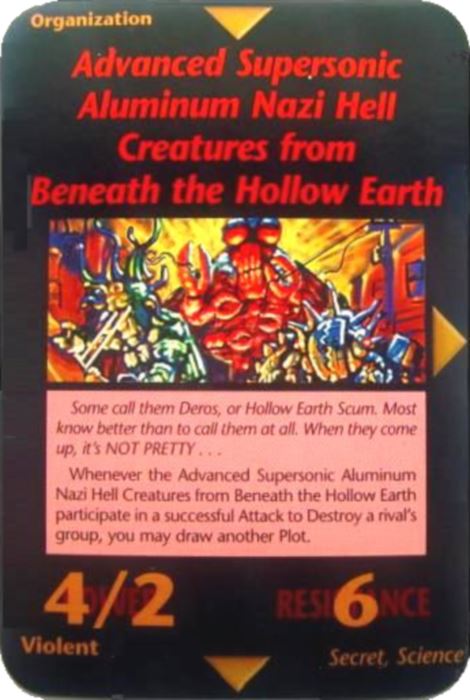 Organization
Advanced Supersonic
Aluminum Nazi Hell
Creatures from
Beneath the Hollow Earth
Some call them Deros, or Hollow Earth Scum. Most
know better than to call them at all. When they come
up, it's NOT PRETTY . . .
Whenever the Advanced Supersonic Aluminum
Nazi Hell Creatures from Beneath the Hollow Earth
participate in a successful Attack to Destroy a rival's
group, you may draw another Plot.
POWER RESISTANCE
4/2 6
Violent
Secret, Science